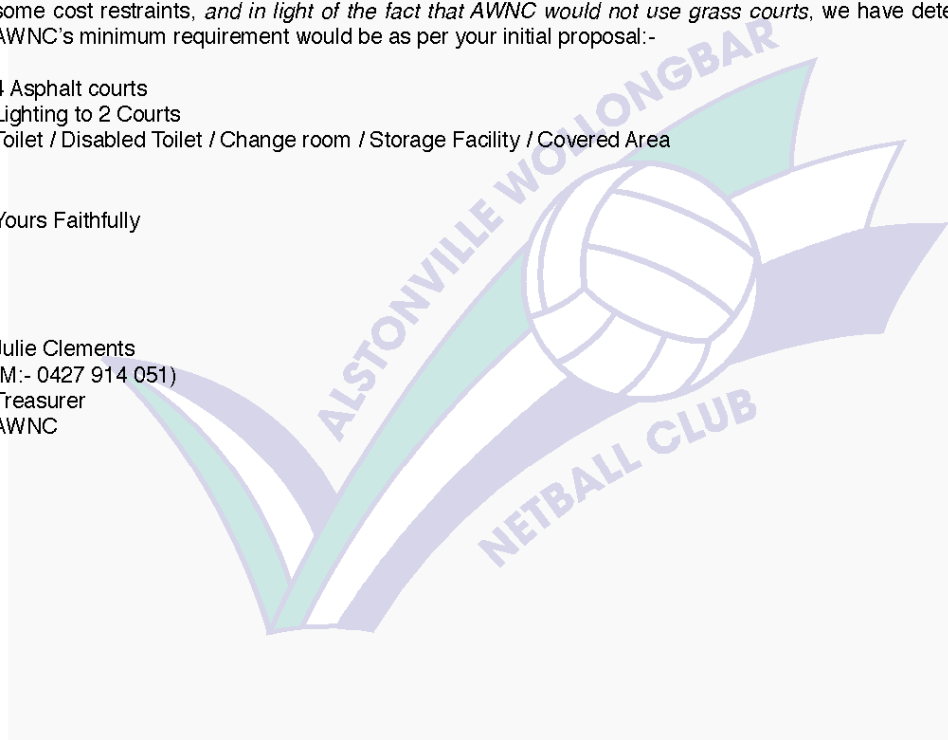 some cost restraints, and in light of the fact that AWNC would not use grass courts, we have dete
AWNC's minimum requirement would be as per your initial proposal:-
4 Asphalt courts
Lighting to 2 Courts
Toilet / Disabled Toilet / Change room / Storage Facility / Covered Area
Yours Faithfully
Julie Clements
(M:- 0427 914 051)
Treasurer
AWNC
ALSTONVILLE WOLLONGBAR
NETBALL CLUB